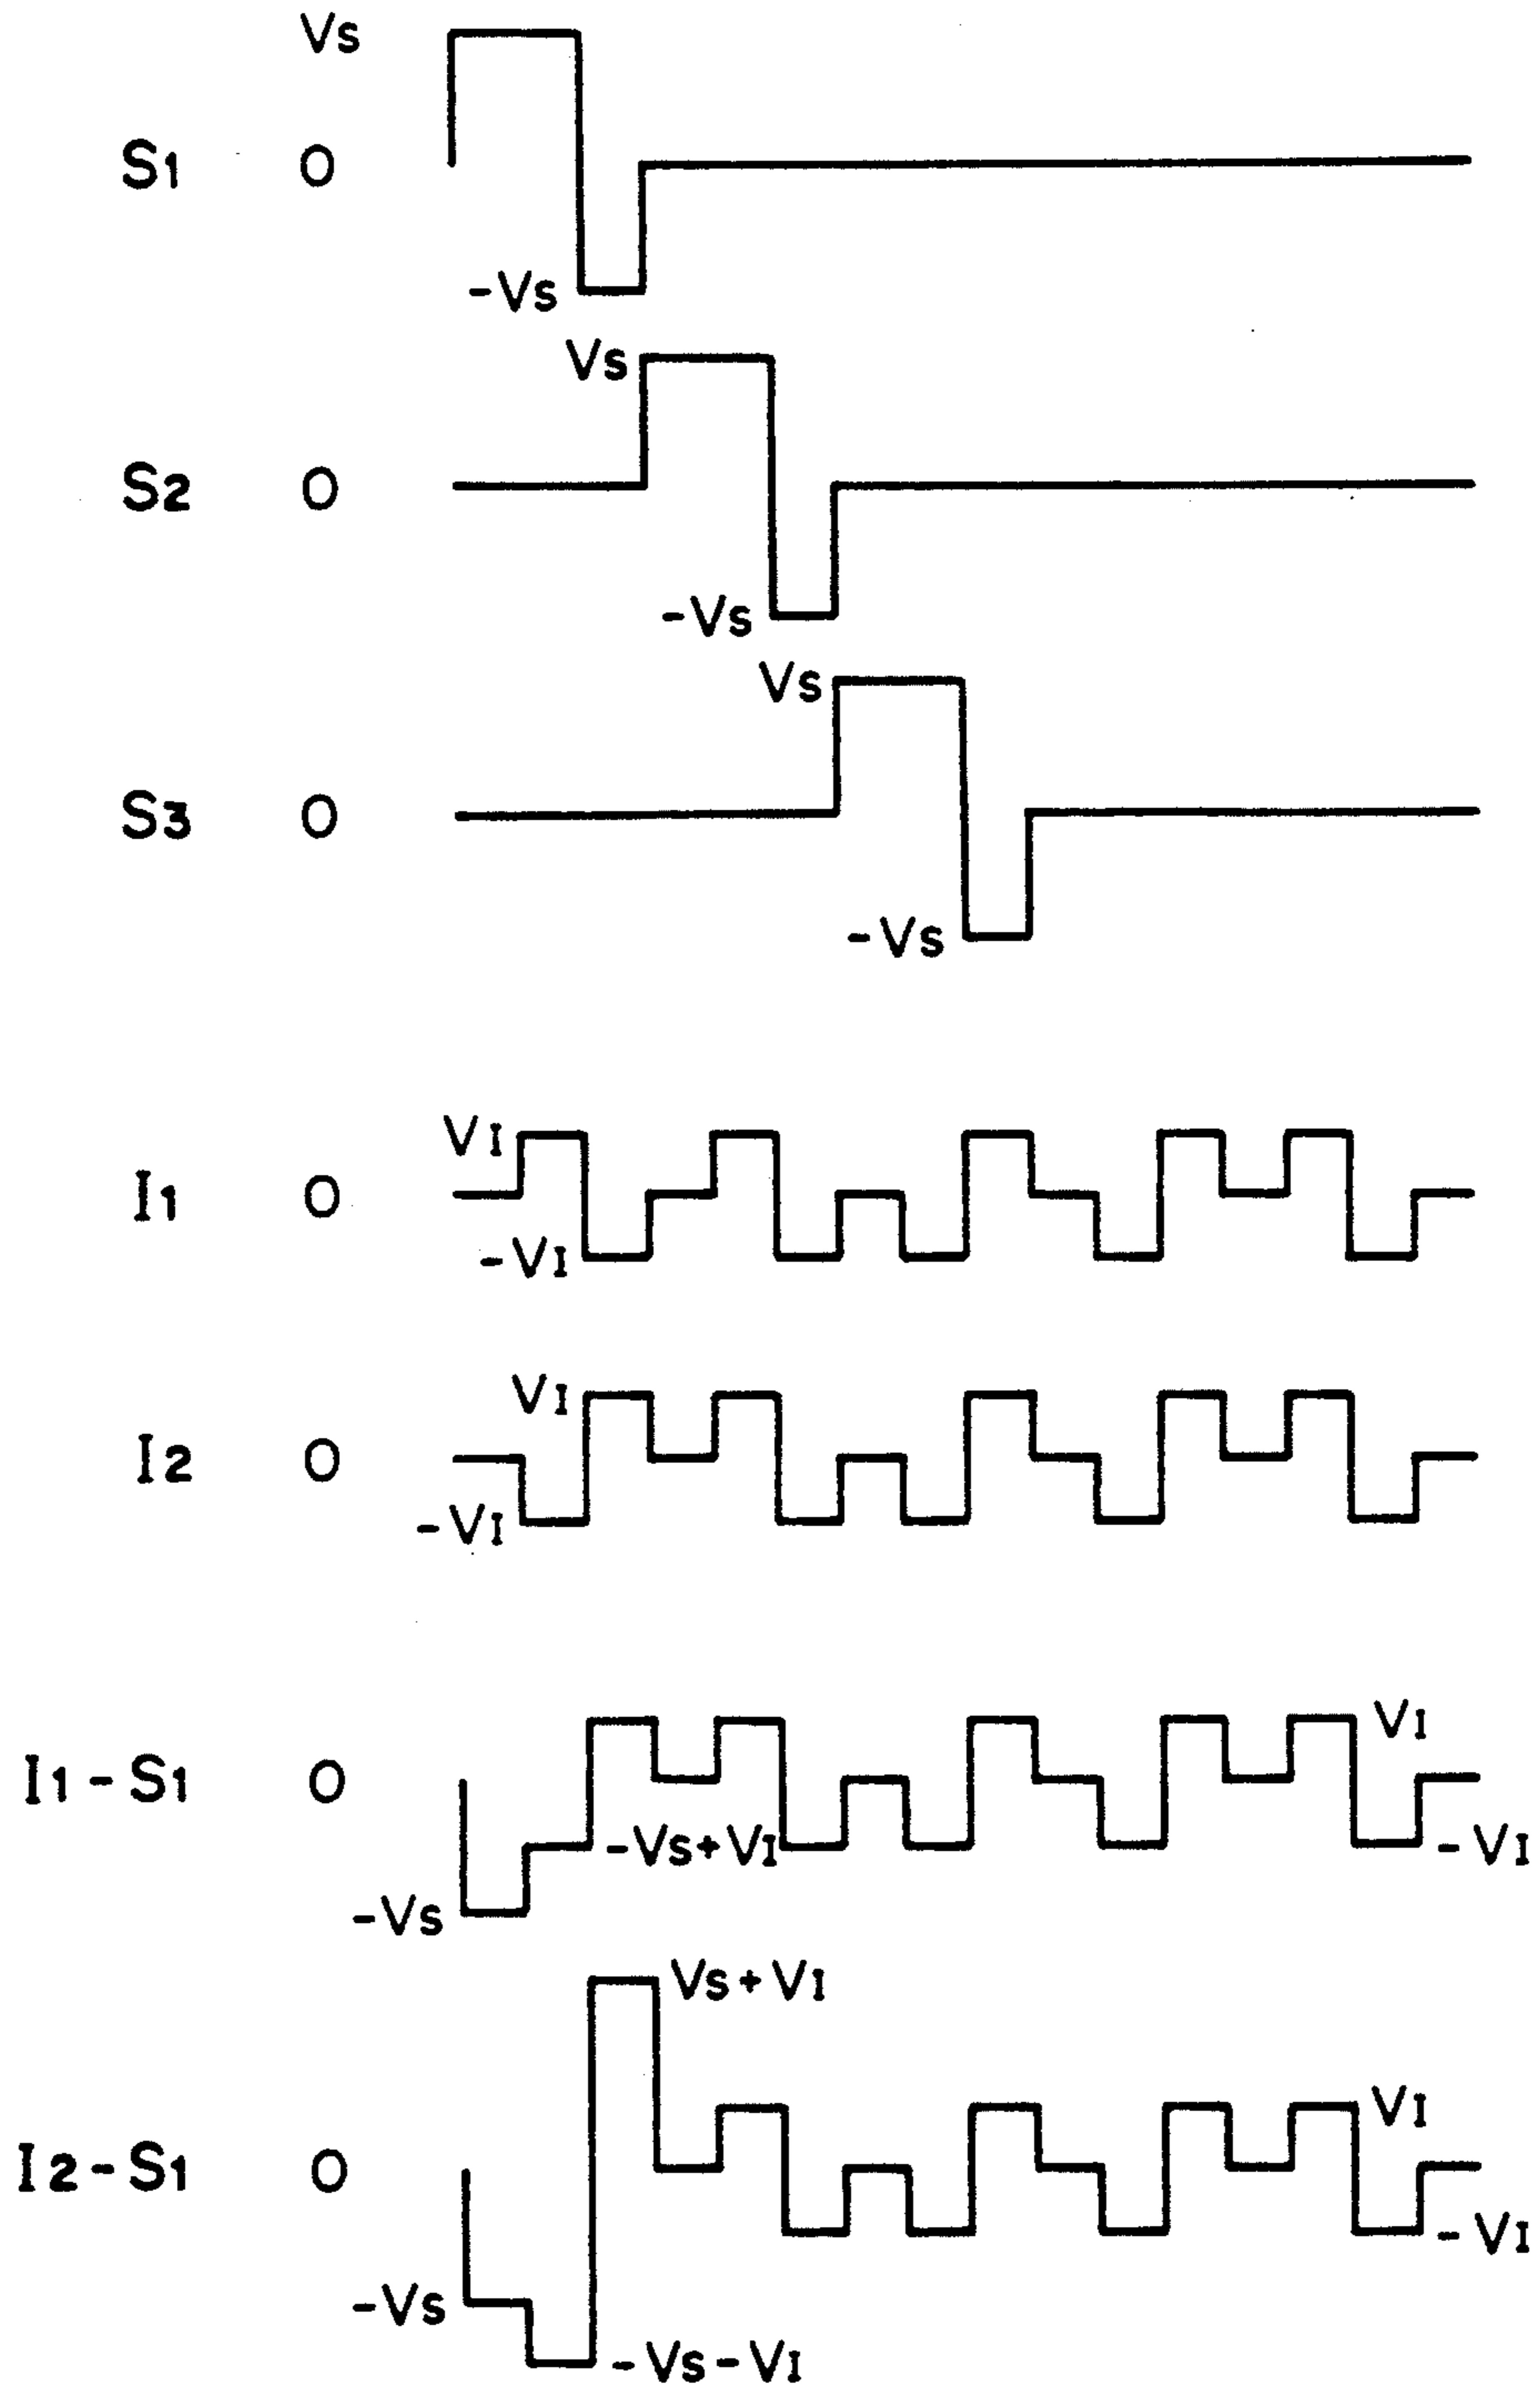 Vs
S1 0
-Vs
Vs
S2 0
-Vs
Vs
S3 0
-Vs
VI
I1 0
-VI
VI
I2 0
-VI
VI
I1-S1 0
-Vs+VI -VI
-Vs
Vs+VI
VI
I2-S1 0
-VI
-Vs
-Vs-VI